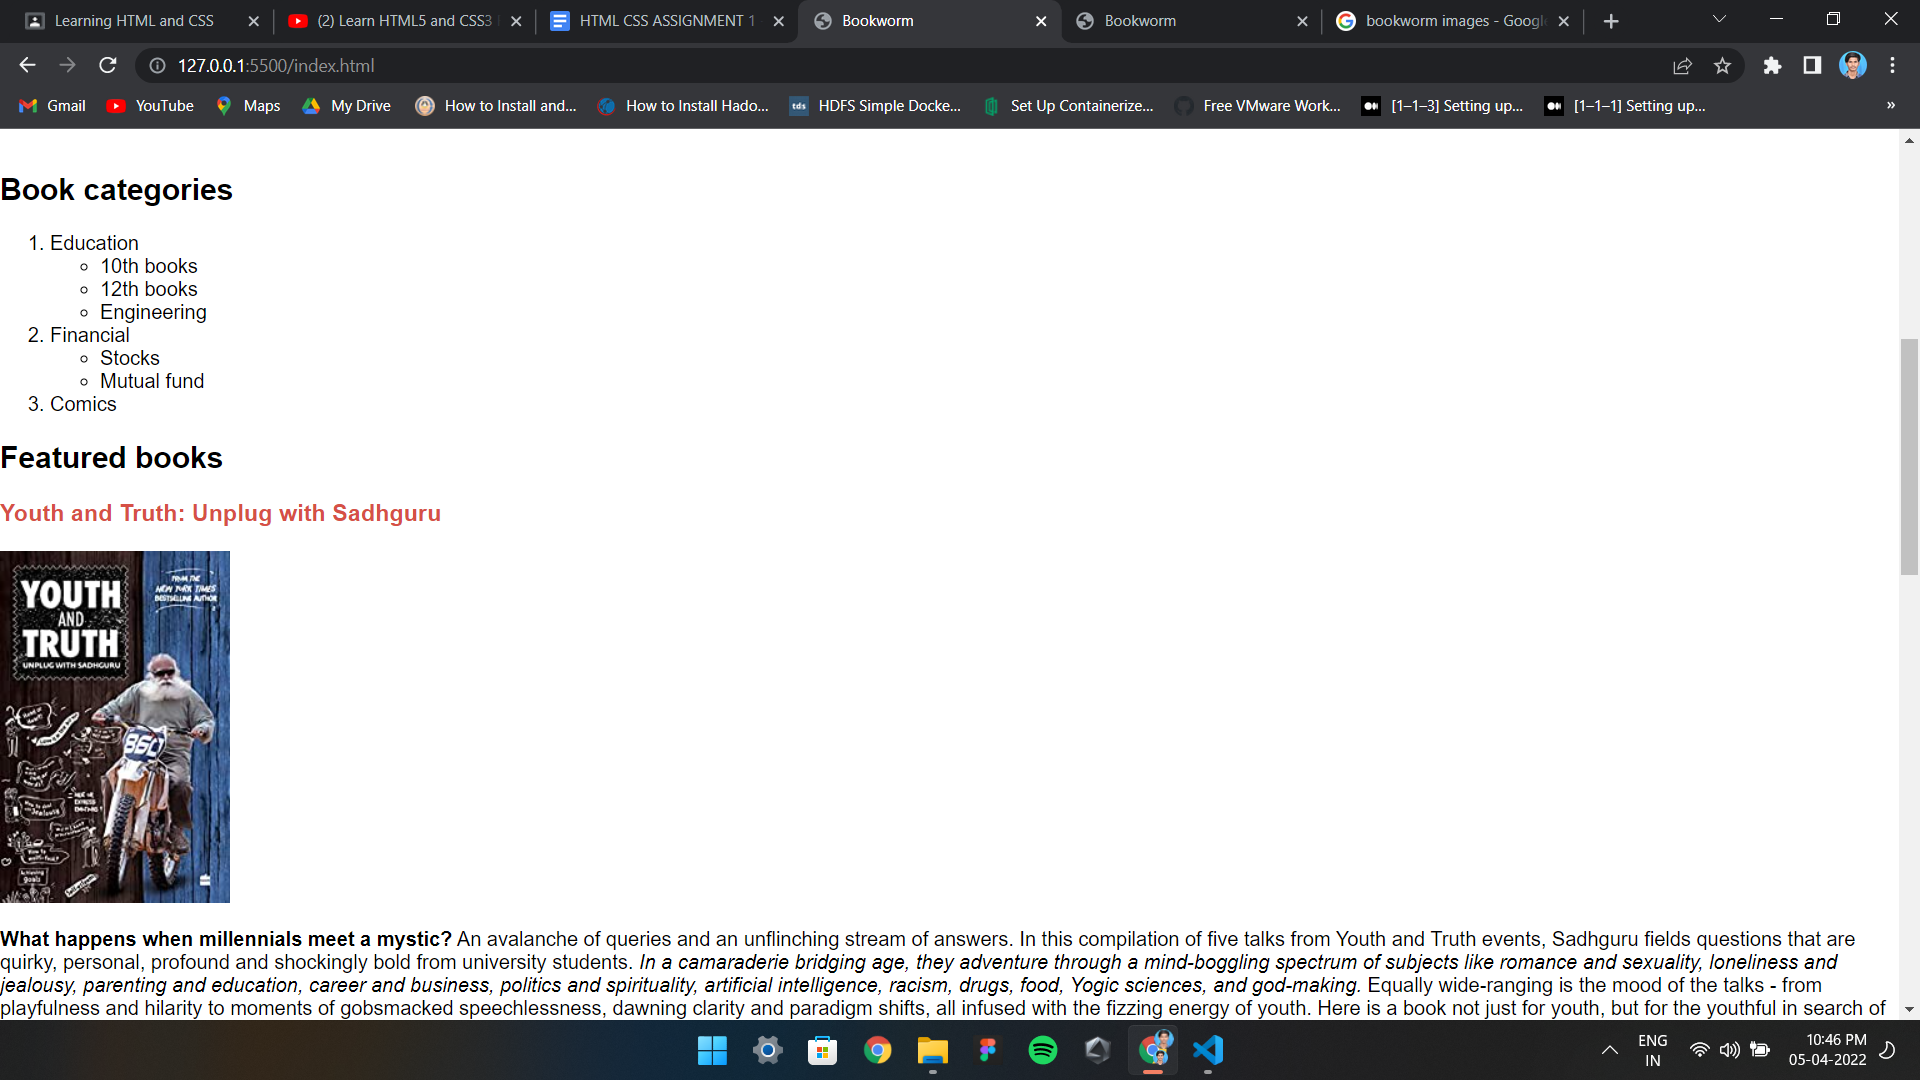 Learning HTML and CSS
(2) Learn HTML5 and CSS3
HTML CSS ASSIGNMENT 1
Bookworm
Bookworm
bookworm images - Googl
127.0.0.1:5500/index.html
Gmail
YouTube
Maps
My Drive
How to Install and...
How to Install Hado...
tds
HDFS Simple Docke...
Set Up Containerize...
Free VMware Work...
[1–1–3] Setting up...
[1–1–1] Setting up...
»
Book categories
1. Education
10th books
12th books
Engineering
2. Financial
Stocks
Mutual fund
3. Comics
Featured books
Youth and Truth: Unplug with Sadhguru
YOUTH
AND
TRUTH
UNPLUG WITH SADHGURU
FROM THE
NEW YORK TIMES
BESTSELLING AUTHOR
860
What happens when millennials meet a mystic? An avalanche of queries and an unflinching stream of answers. In this compilation of five talks from Youth and Truth events, Sadhguru fields questions that are
quirky, personal, profound and shockingly bold from university students. In a camaraderie bridging age, they adventure through a mind-boggling spectrum of subjects like romance and sexuality, loneliness and
jealousy, parenting and education, career and business, politics and spirituality, artificial intelligence, racism, drugs, food, Yogic sciences, and god-making. Equally wide-ranging is the mood of the talks - from
playfulness and hilarity to moments of gobsmacked speechlessness, dawning clarity and paradigm shifts, all infused with the fizzing energy of youth. Here is a book not just for youth, but for the youthful in search of
ENG
IN
10:46 PM
05-04-2022